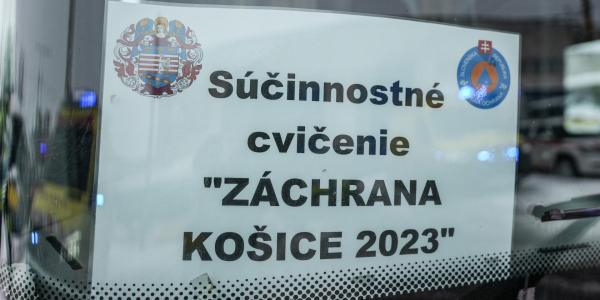 Súčinnostné
cvičenie
"ZÁCHRANA
KOŠICE 2023"